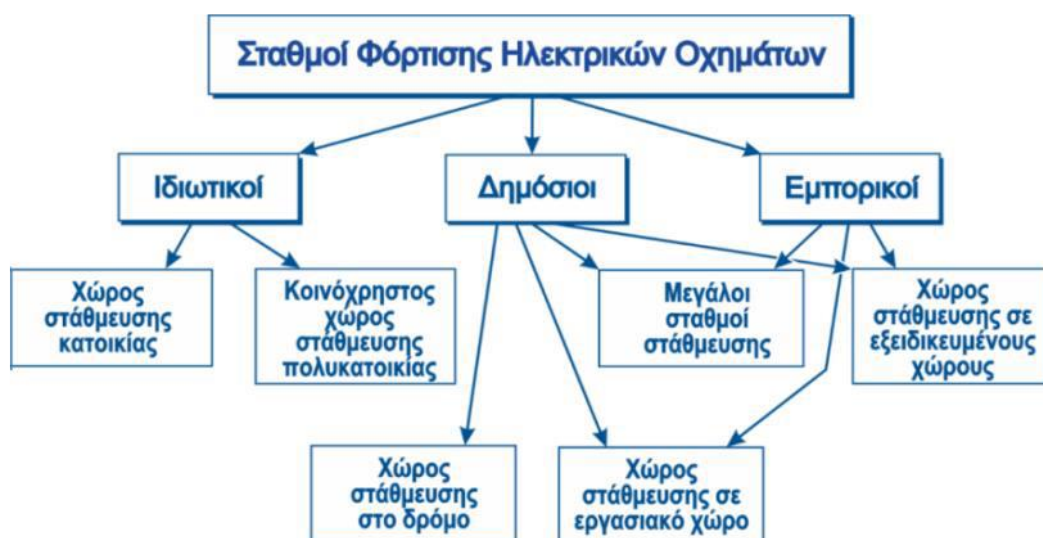 Σταθμοί Φόρτισης Ηλεκτρικών Οχημάτων
Ιδιωτικοί
Δημόσιοι
Εμπορικοί
Χώρος
στάθμευσης
κατοικίας
Κοινόχρηστος
χώρος
στάθμευσης
πολυκατοικίας
Μεγάλοι
σταθμοί
στάθμευσης
Χώρος
στάθμευσης σε
εξειδικευμένους
χώρους
Χώρος
στάθμευσης
στο δρόμο
Χώρος
στάθμευσης σε
εργασιακό χώρο